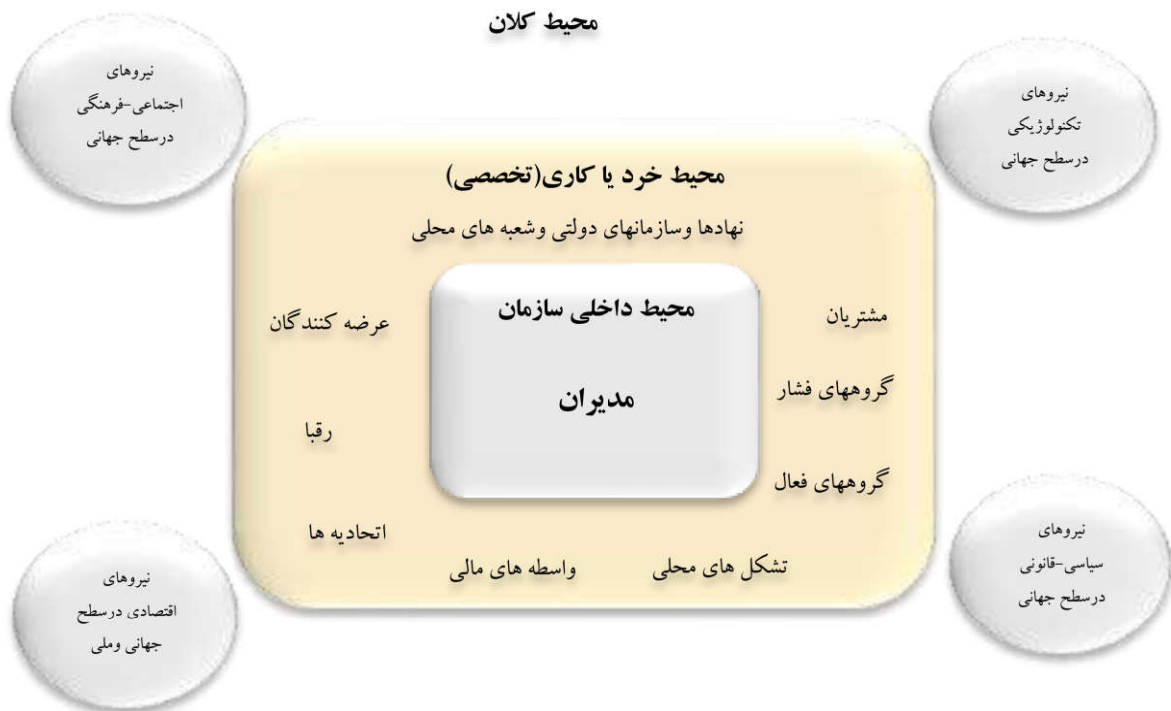 محیط کلان
نیروهای
تکنولوژیکی
درسطح جهانی
نیروهای
اجتماعی-فرهنگی
درسطح جهانی
محیط خرد یا کاری(تخصصی)
نهادها وسازمانهای دولتی وشعبه های محلی
محیط داخلی سازمان
مدیران
مشتریان
گروههای فشار
گروههای فعال
عرضه کنندگان
رقبا
اتحادیه ها
تشکل های محلی
واسطه های مالی
نیروهای
سیاسی-قانونی
درسطح جهانی
نیروهای
اقتصادی درسطح
جهانی وملی